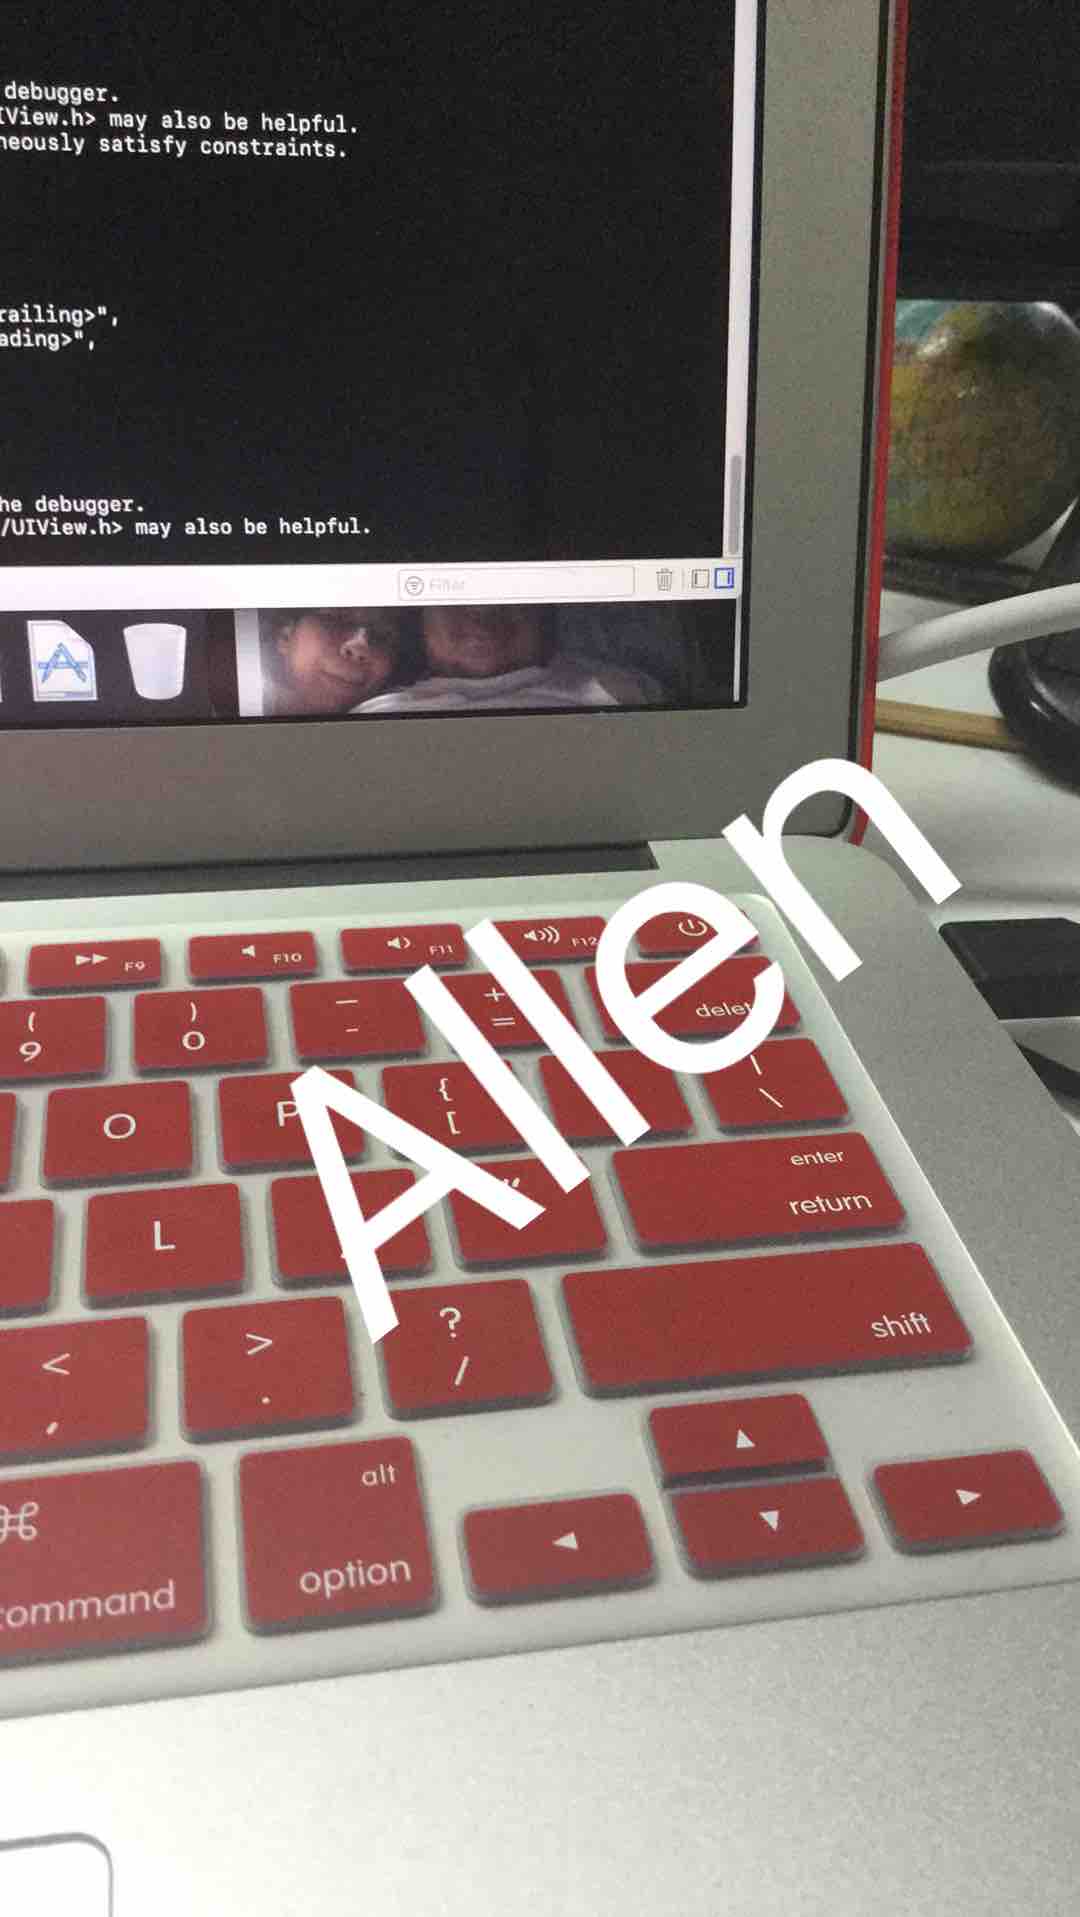 debugger.
IView.h> may also be helpful.
neously satisfy constraints.
railing>",
ading>",
he debugger.
/UIView.h> may also be helpful.
Filter
Allen
F9 F10 F11 F12
( ) _ +
9 0 - = delet
O P { [ | \
L "
enter
return
< > ?
, . / shift
⌘ alt
command option